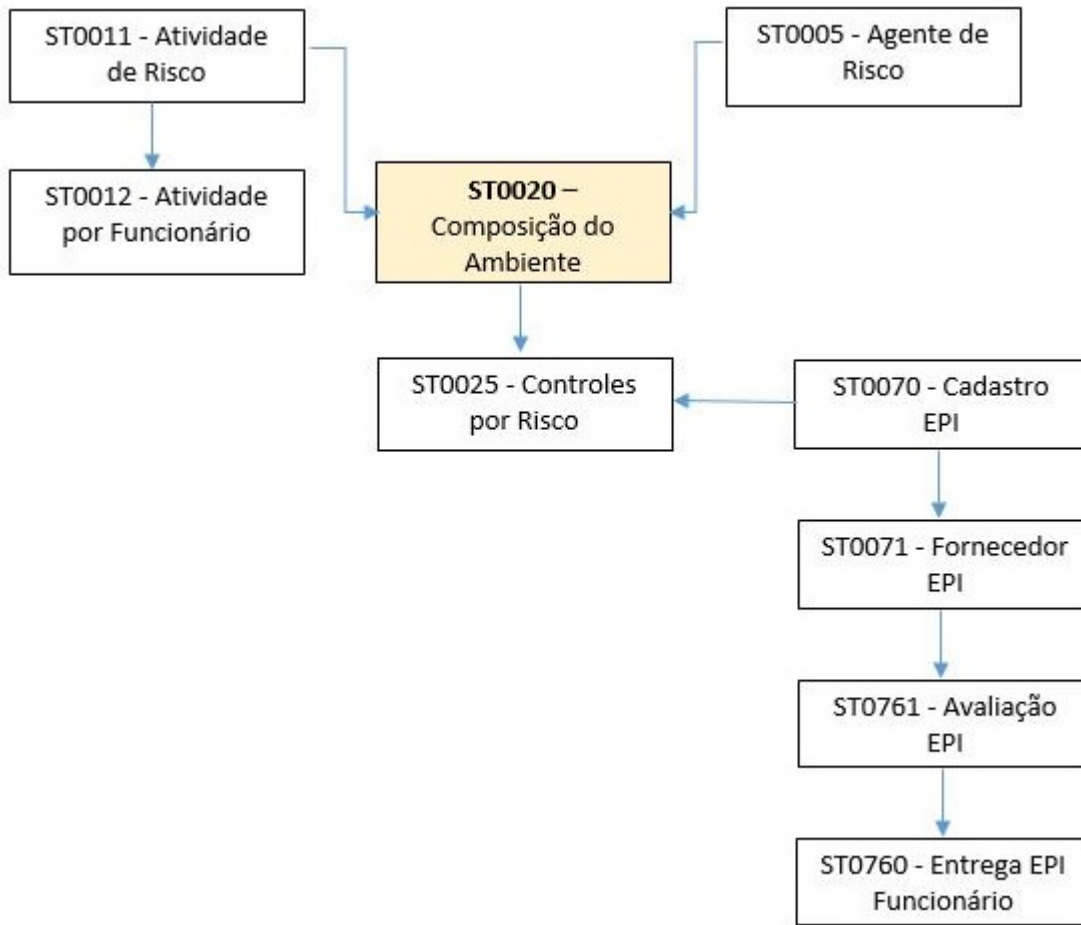 ST0011 - Atividade
de Risco
ST0005 - Agente de
Risco
ST0012 - Atividade
por Funcionário
ST0020 –
Composição do
Ambiente
ST0025 - Controles
por Risco
ST0070 - Cadastro
EPI
ST0071 - Fornecedor
EPI
ST0761 - Avaliação
EPI
ST0760 - Entrega EPI
Funcionário